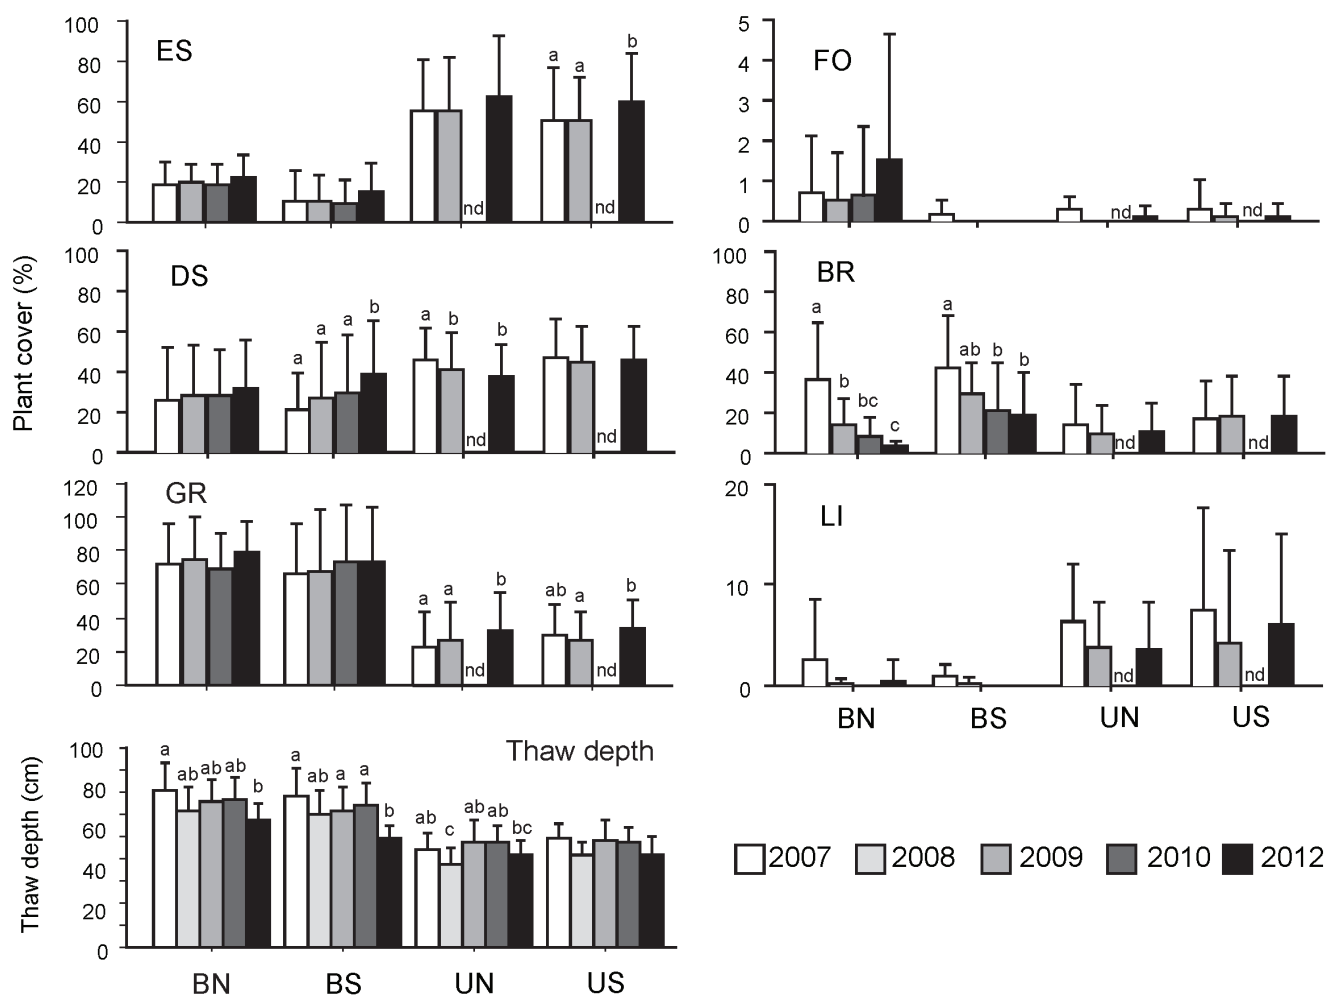 Plant cover (%)
ES
100
80
60
40
20
0
nd
a
a
nd
b
DS
100
80
60
40
20
0
a
a
a
b
a
b
nd
b
nd
GR
120
100
80
60
40
20
0
a
a
nd
b
ab
a
nd
b
Thaw depth (cm)
Thaw depth
100
80
60
40
20
0
a
ab
ab
ab
b
a
ab
a
a
b
ab
c
ab
ab
bc
BN
BS
UN
US
FO
5
4
3
2
1
0
nd
nd
BR
100
80
60
40
20
0
a
b
bc
c
a
ab
b
b
nd
nd
LI
20
10
0
nd
nd
BN
BS
UN
US
2007
2008
2009
2010
2012